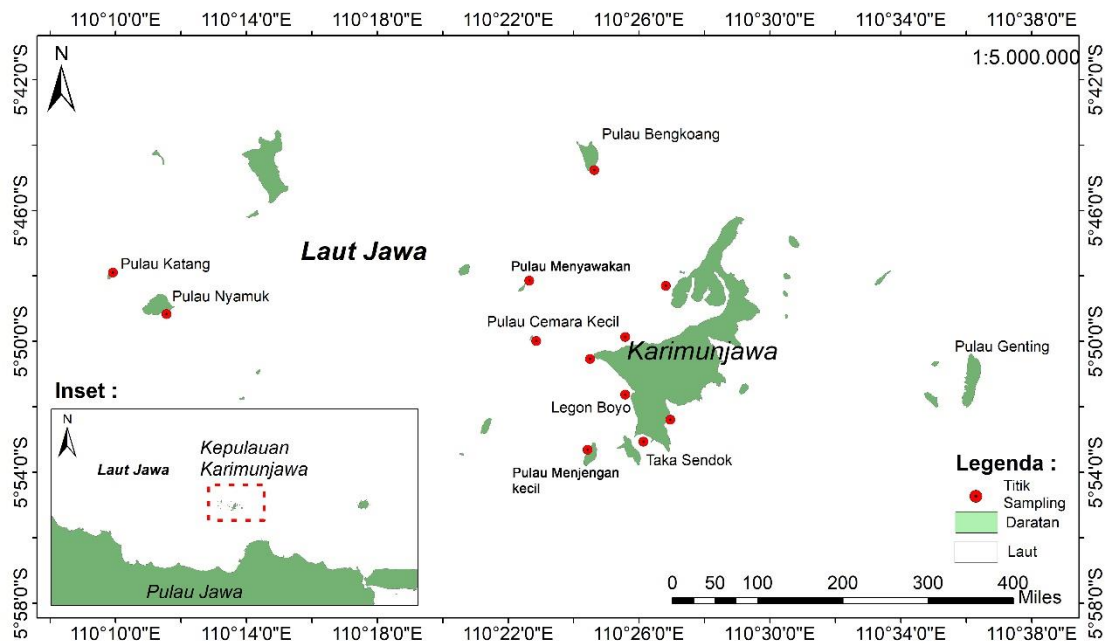 110°10'0"E 110°14'0"E 110°18'0"E 110°22'0"E 110°26'0"E 110°30'0"E 110°34'0"E 110°38'0"E
N
1:5.000.000
5°42'0"S
5°42'0"S
Pulau Bengkoang
5°46'0"S
5°46'0"S
Laut Jawa
Pulau Katang
Pulau Menyawakan
Pulau Nyamuk
Pulau Cemara Kecil
5°50'0"S
Karimunjawa
5°50'0"S
Pulau Genting
Inset :
Legon Boyo
N
Kepulauan
Karimunjawa
Laut Jawa
Taka Sendok
Pulau Menjengan
kecil
5°54'0"S
5°54'0"S
Legenda :
Titik
Sampling
Daratan
Laut
Pulau Jawa
0 50 100 200 300 400
Miles
5°58'0"S
5°58'0"S
110°10'0"E 110°14'0"E 110°18'0"E 110°22'0"E 110°26'0"E 110°30'0"E 110°34'0"E 110°38'0"E